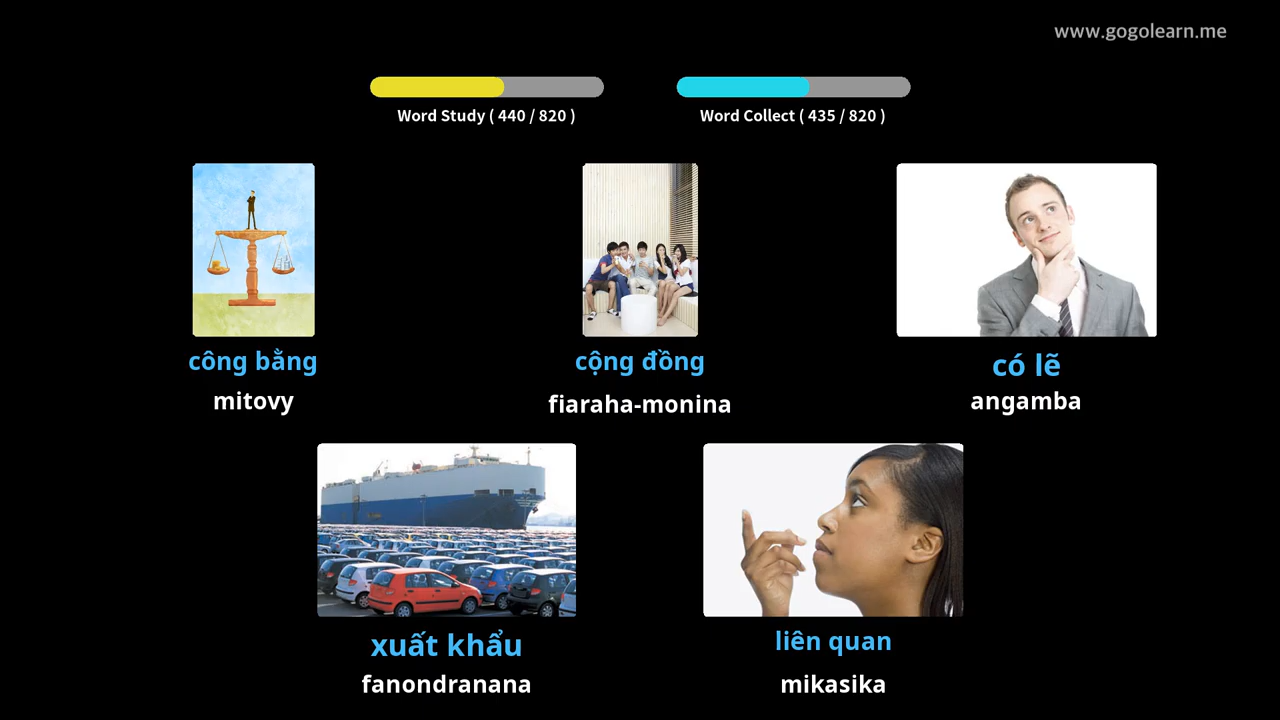 www.gogolearn.me
Word Study ( 440 / 820 )
Word Collect ( 435 / 820 )
công bằng
mitovy
cộng đồng
fiaraha-monina
có lẽ
angamba
xuất khẩu
fanondranana
liên quan
mikasika